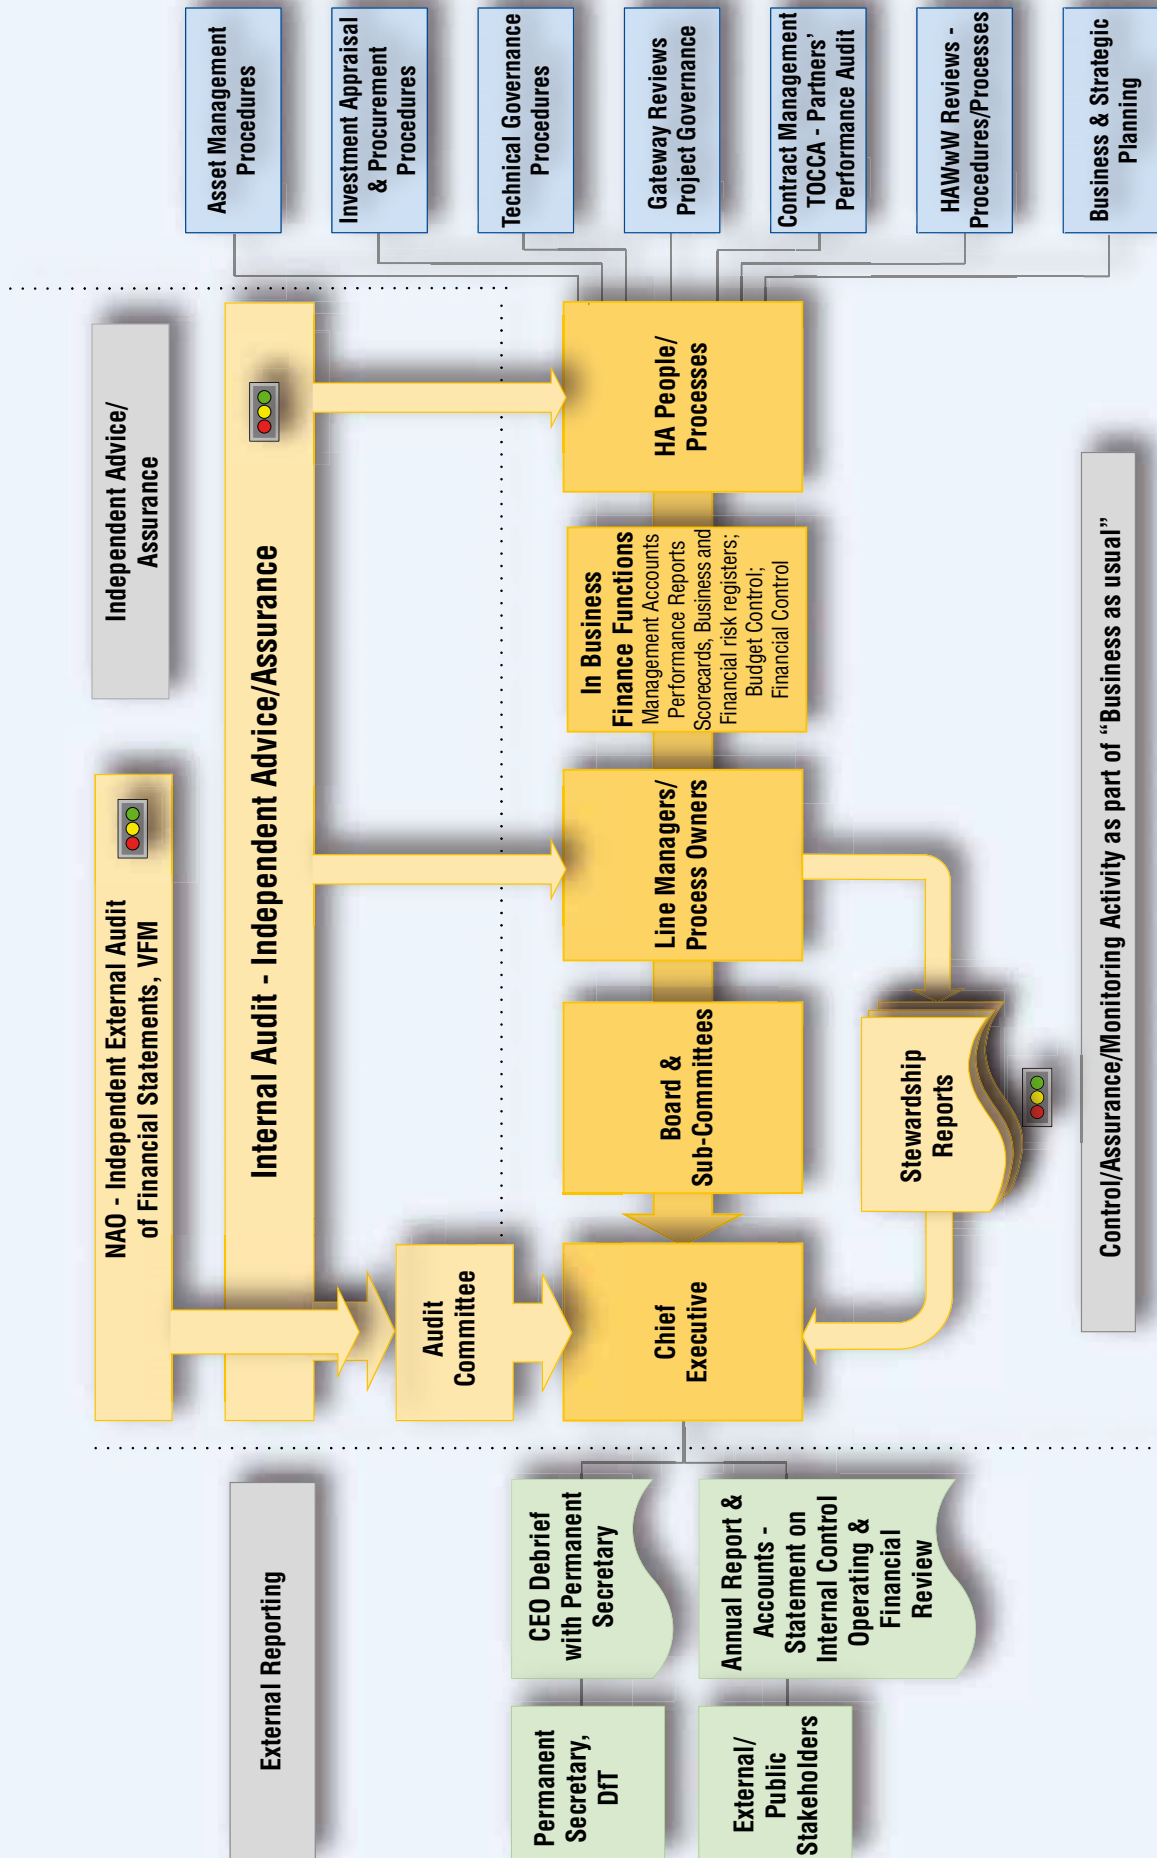 External Reporting
Permanent
Secretary,
DfT
External/
Public
Stakeholders
CEO Debrief
with Permanent
Secretary
Annual Report &
Accounts -
Statement on
Internal Control
Operating &
Financial
Review
NAO - Independent External Audit
of Financial Statements, VFM
Independent Advice/
Assurance
Internal Audit - Independent Advice/Assurance
Audit
Committee
Chief
Executive
Board &
Sub-Committees
Line Managers/
Process Owners
In Business
Finance Functions
Management Accounts
Performance Reports
Scorecards, Business and
Financial risk registers;
Budget Control;
Financial Control
HA People/
Processes
Stewardship
Reports
Control/Assurance/Monitoring Activity as part of “Business as usual”
Asset Management
Procedures
Investment Appraisal
& Procurement
Procedures
Technical Governance
Procedures
Gateway Reviews
Project Governance
Contract Management
TOCCA - Partners’
Performance Audit
HAWwW Reviews -
Procedures/Processes
Business & Strategic
Planning